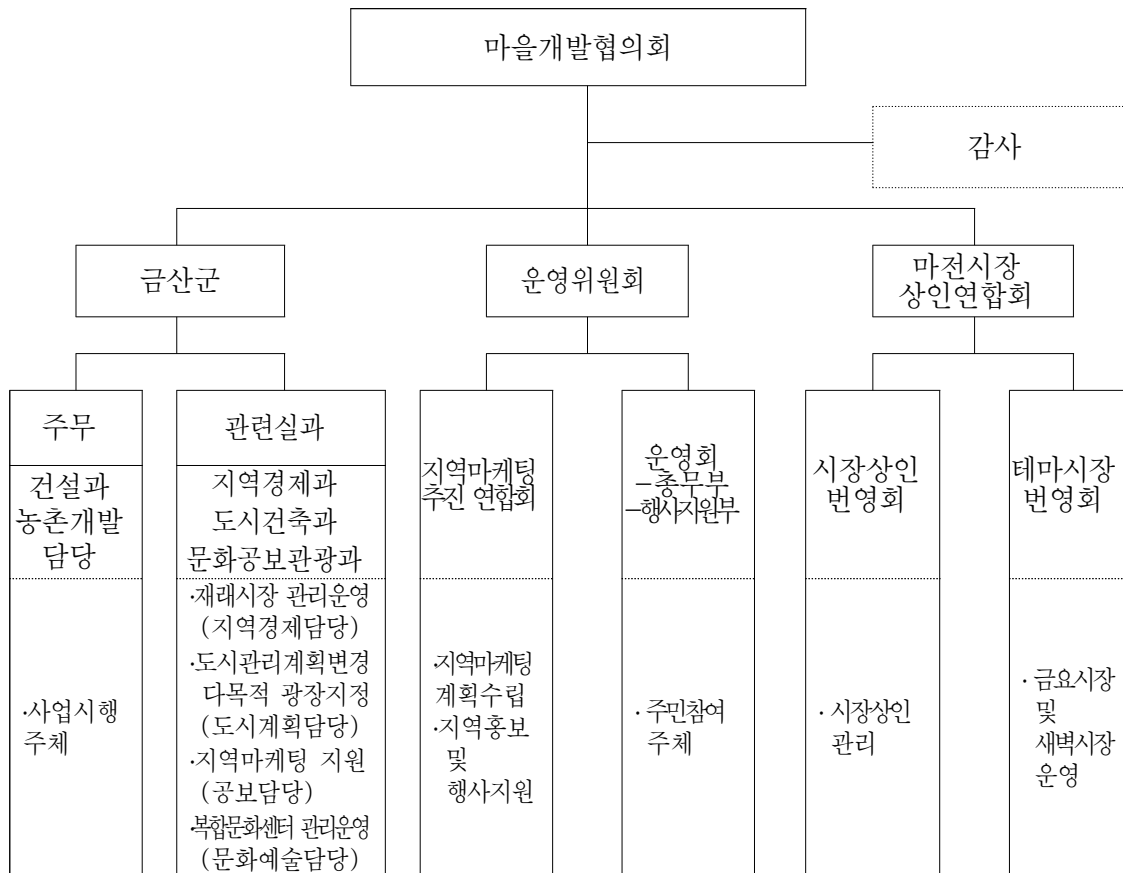 마을개발협의회
감사
금산군
운영위원회
마전시장
상인연합회
주무
건설과
농촌개발
담당
·사업시행
주체
관련실과
지역경제과
도시건축과
문화공보관광과
·재래시장 관리운영
(지역경제담당)
·도시관리계획변경
다목적 광장지정
(도시계획담당)
·지역마케팅 지원
(공보담당)
·복합문화센터 관리운영
(문화예술담당)
지역마케팅
추진 연합회
·지역마케팅
계획수립
·지역홍보
및
행사지원
운영회
-총무부
-행사지원부
· 주민참여
주체
시장상인
번영회
· 시장상인
관리
테마시장
번영회
· 금요시장
및
새벽시장
운영